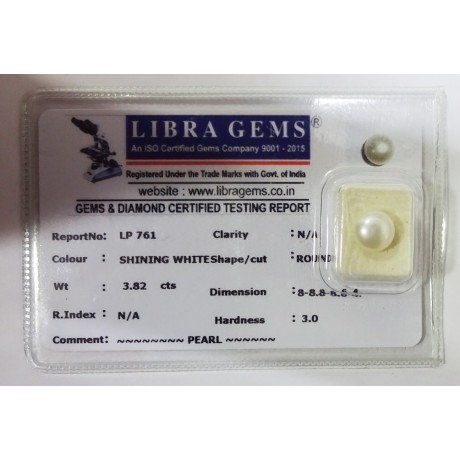 LIBRA GEMS®
An ISO Certified Gems Company 9001 - 2015
Registered Under the Trade Marks with Govt. of India
website : www.libragems.co.in
GEMS & DIAMOND CERTIFIED TESTING REPORT
ReportNo: LP 761 Clarity : N/A
Colour : SHINING WHITE Shape/cut : ROUND
Wt : 3.82 cts Dimension :
R.Index : N/A Hardness : 3.0
Comment: ~~~~~~~~ PEARL ~~~~~~